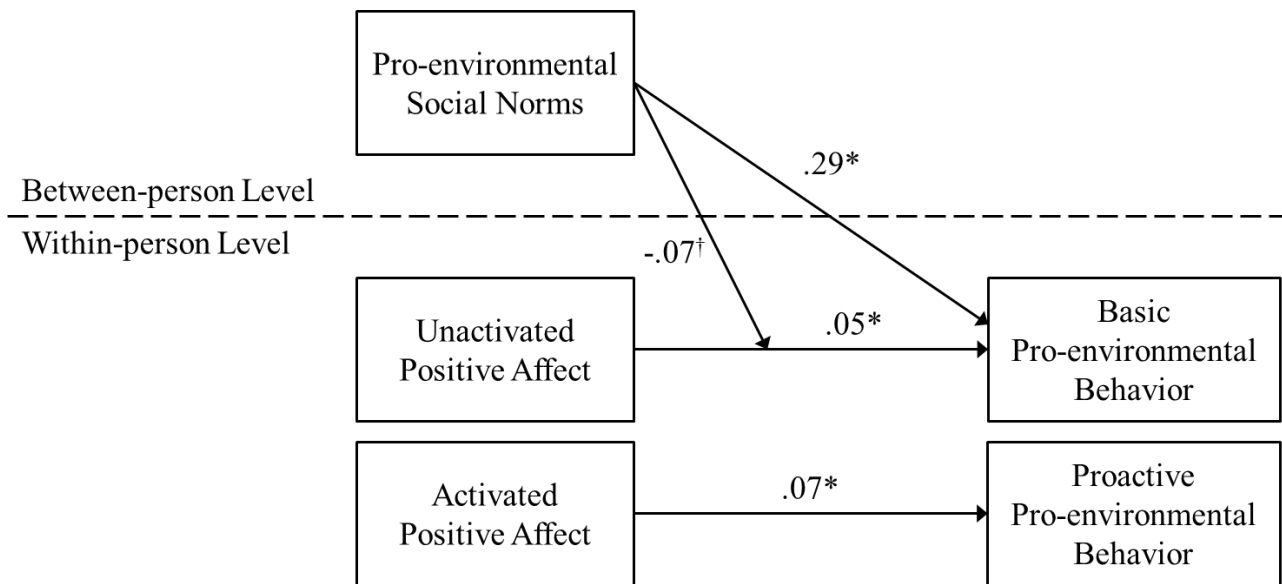 Pro-environmental
Social Norms
.29*
Between-person Level
Within-person Level
-.07†
Unactivated
Positive Affect
.05*
Basic
Pro-environmental
Behavior
Activated
Positive Affect
.07*
Proactive
Pro-environmental
Behavior